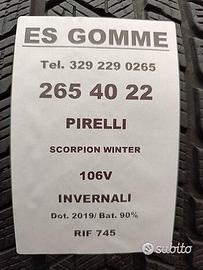 ES GOMME
Tel. 329 229 0265
265 40 22
PIRELLI
SCORPION WINTER
106V
INVERNALI
Dot. 2019/ Bat. 90%
RIF 745
subito